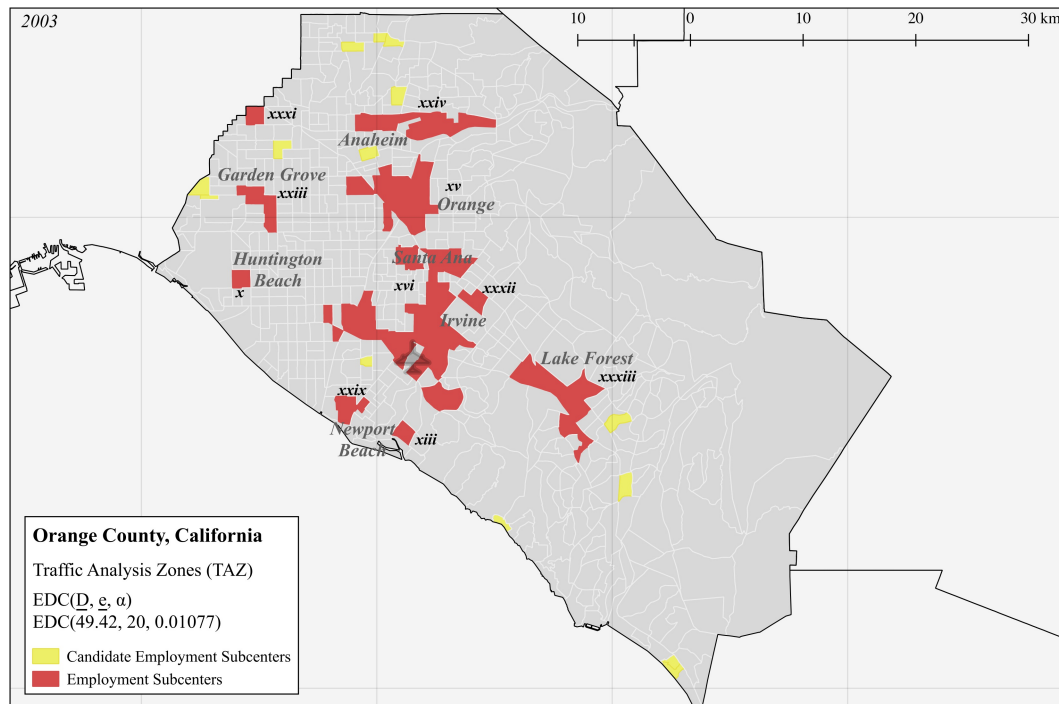 2003
10 0 10 20 30 km
xxxi
xxiv
Anaheim
Garden Grove
xxiii
xv
Orange
Huntington
Beach
x
Santa Ana
xvi
xxxii
Irvine
Lake Forest
xxxiii
xxix
Newport
Beach
xiii
Orange County, California
Traffic Analysis Zones (TAZ)
EDC(D, e, α)
EDC(49.42, 20, 0.01077)
Candidate Employment Subcenters
Employment Subcenters